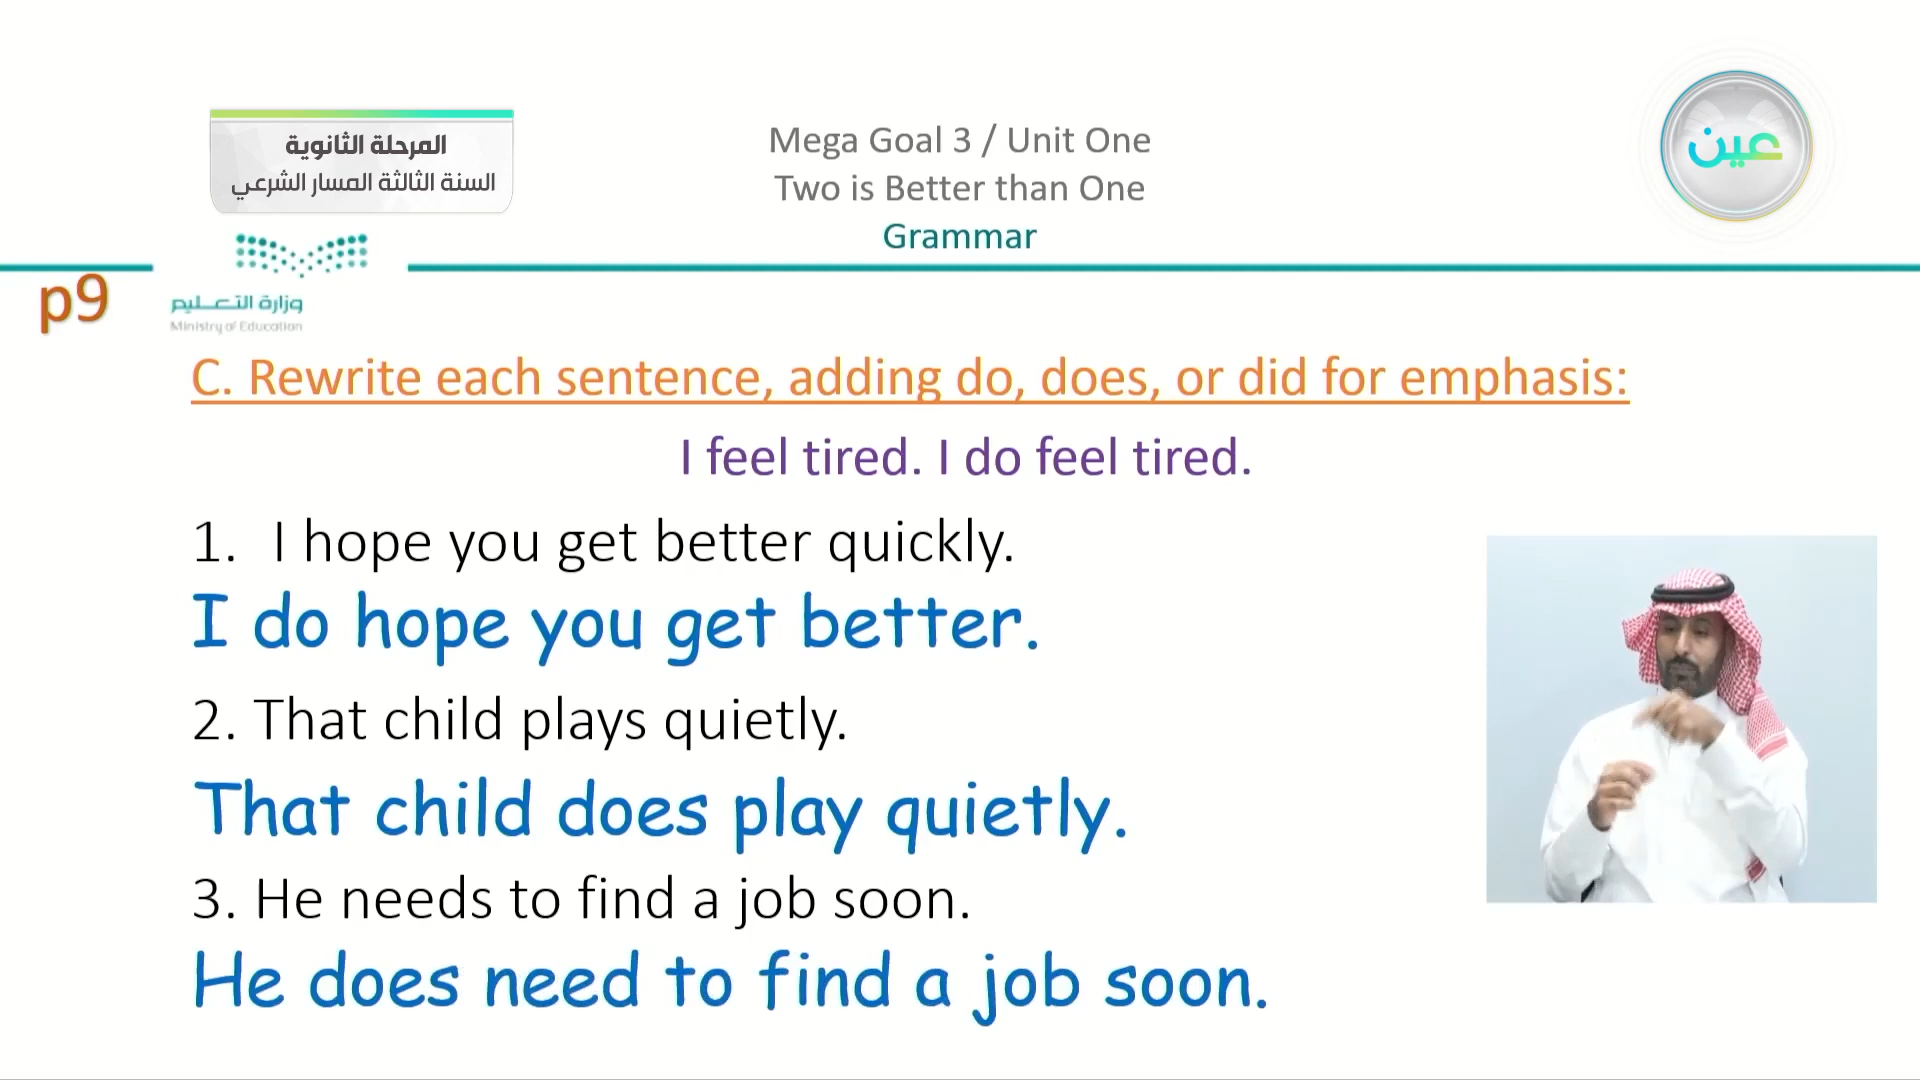 المرحلة الثانوية
السنة الثالثة المسار الشرعي
Mega Goal 3 / Unit One
Two is Better than One
Grammar
عين
p9
وزارة التعليم
Ministry of Education
C. Rewrite each sentence, adding do, does, or did for emphasis:
I feel tired. I do feel tired.
1. I hope you get better quickly.
I do hope you get better.
2. That child plays quietly.
That child does play quietly.
3. He needs to find a job soon.
He does need to find a job soon.